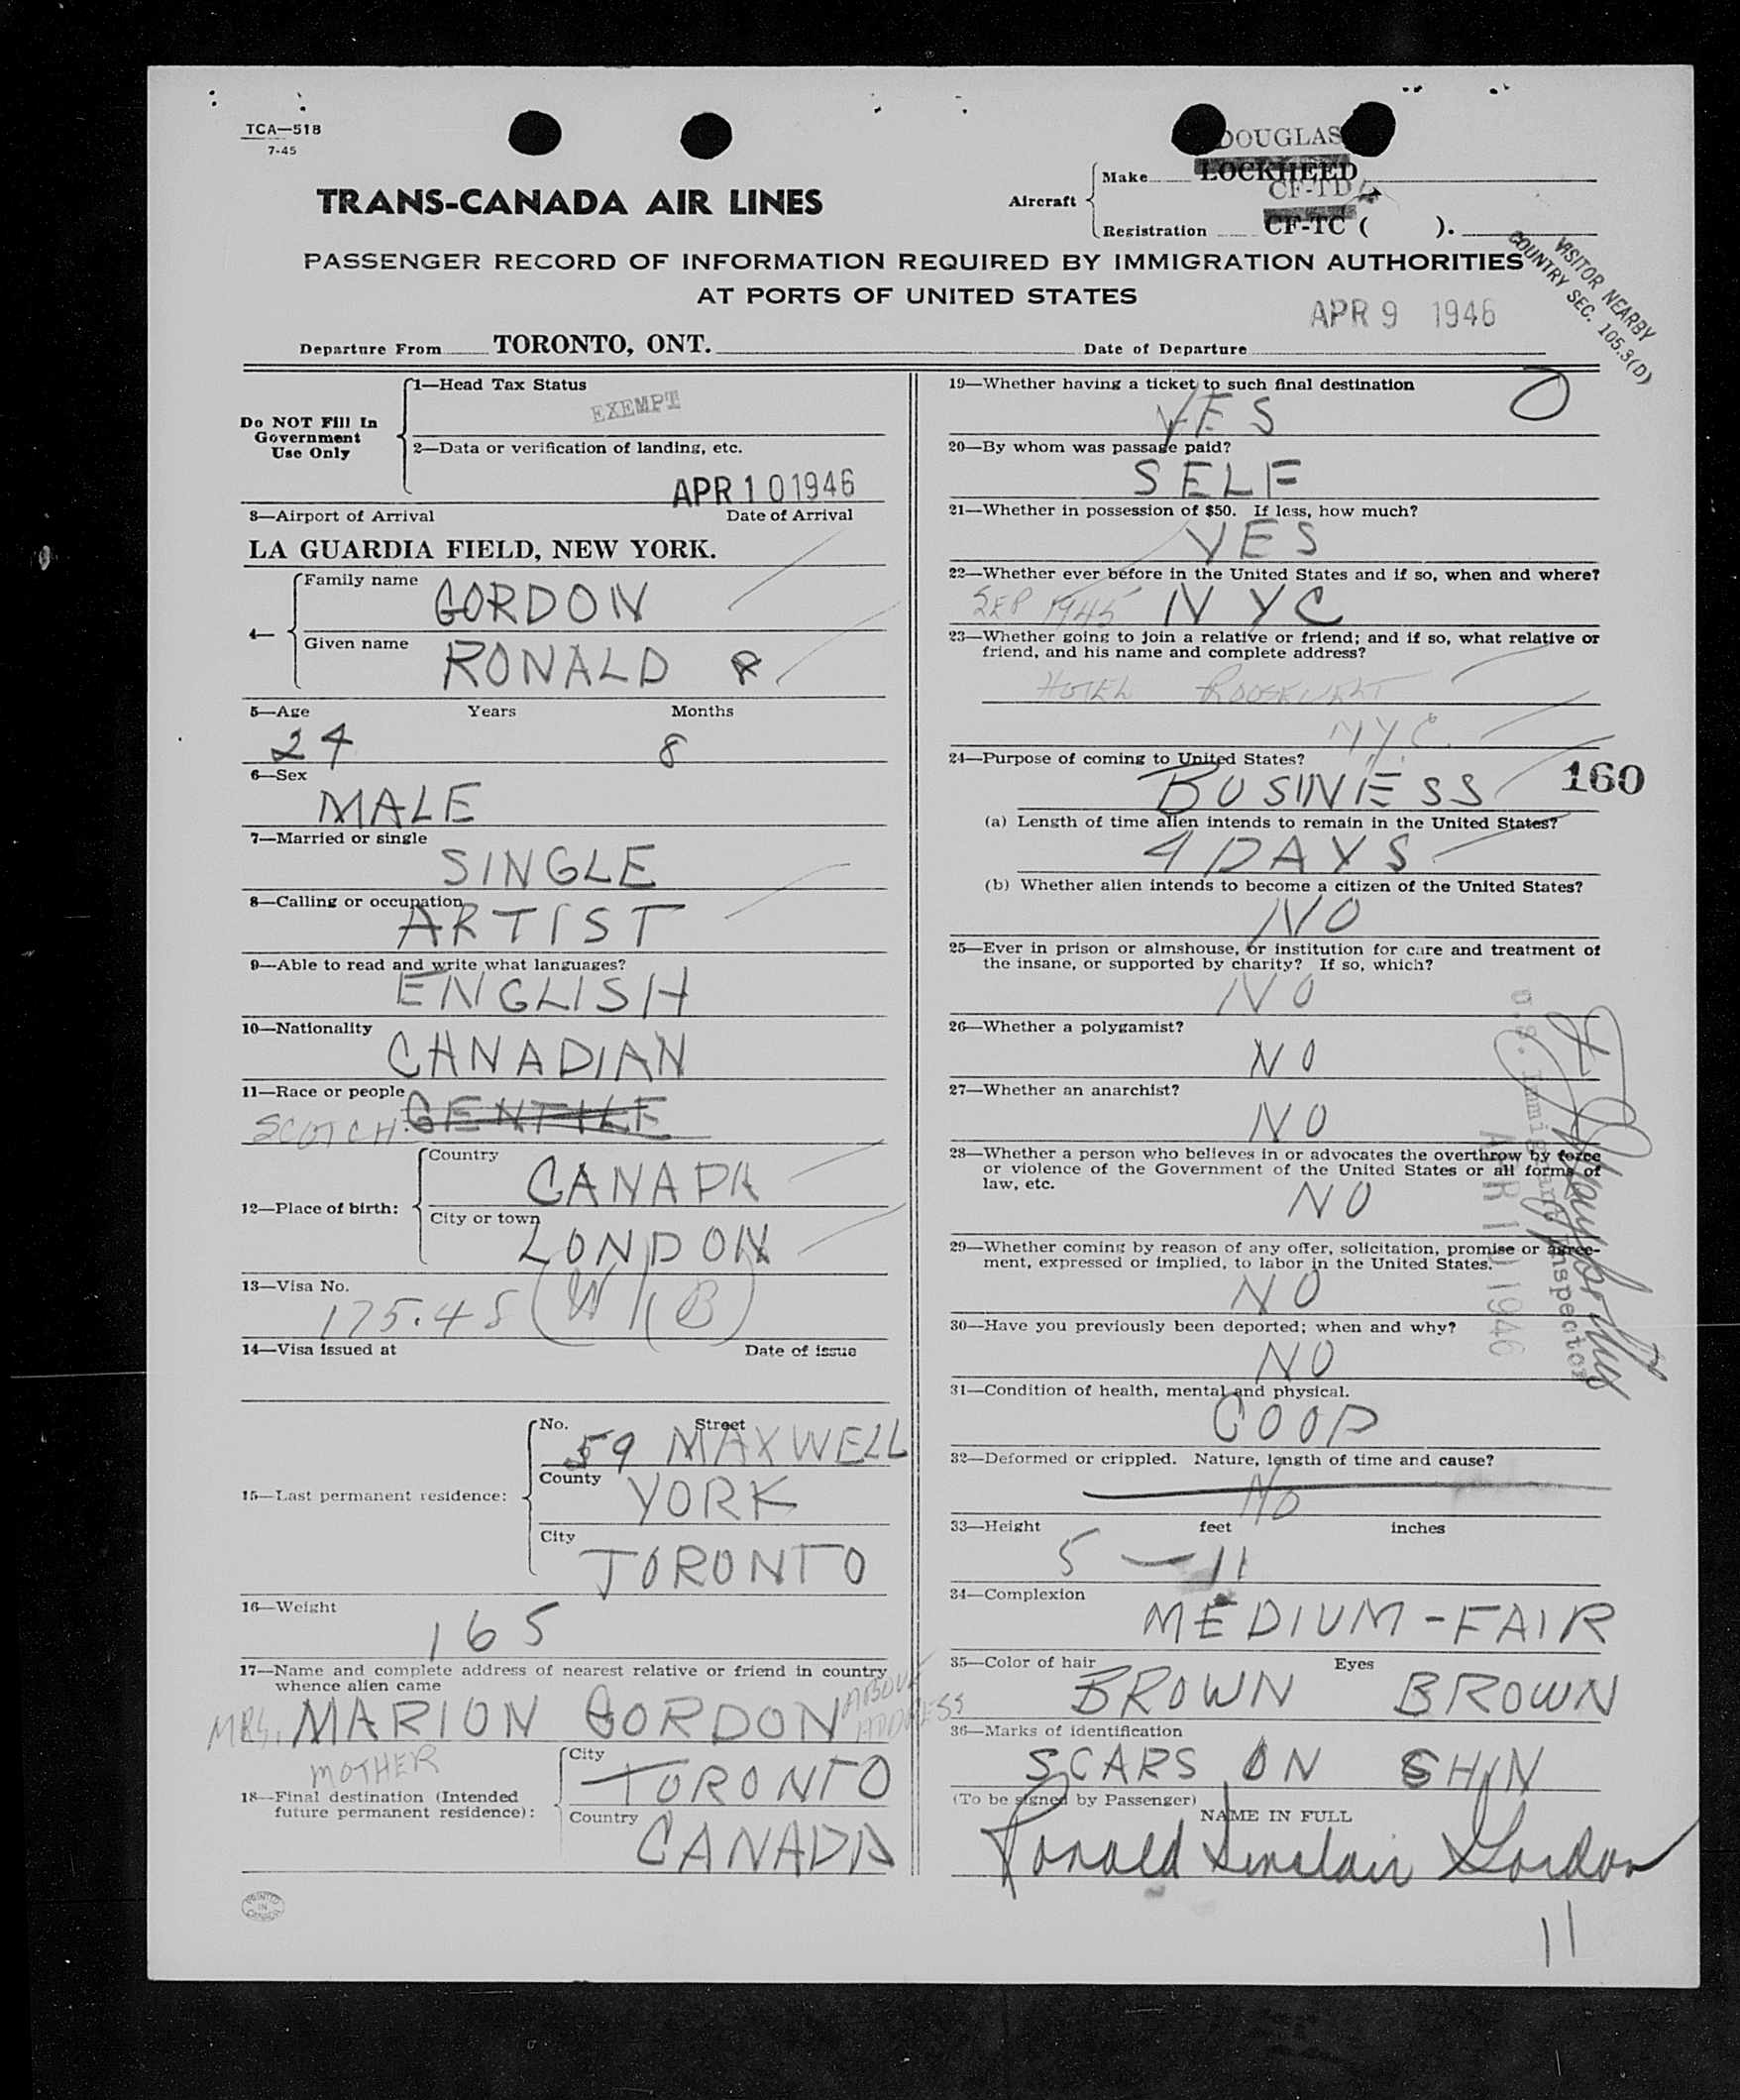 TCA—518
7-45
DOUGLAS
Aircraft
Make LOCKHEED
CF-TD
Registration CF-TC ( ).
TRANS-CANADA AIR LINES
PASSENGER RECORD OF INFORMATION REQUIRED BY IMMIGRATION AUTHORITIES
AT PORTS OF UNITED STATES
VISITOR NEARBY
COUNTRY SEC. 105.3(D)
APR 9 1946
Departure From TORONTO, ONT. Date of Departure
Do NOT Fill In
Government
Use Only
1—Head Tax Status
EXEMPT
2—Data or verification of landing, etc.
APR 10 1946
3—Airport of Arrival Date of Arrival
LA GUARDIA FIELD, NEW YORK.
4—
Family name GORDON
Given name RONALD
5—Age Years Months
24 8
6—Sex
MALE
7—Married or single
SINGLE
8—Calling or occupation
ARTIST
9—Able to read and write what languages?
ENGLISH
10—Nationality
CANADIAN
11—Race or people
SCOTCH GENTILE
12—Place of birth:
Country
CANADA
City or town
LONDON
13—Visa No.
175.45 (W) (B)
14—Visa issued at Date of issue
15—Last permanent residence:
No. Street
59 MAXWELL
County
YORK
City
TORONTO
16—Weight
165
17—Name and complete address of nearest relative or friend in country
whence alien came
MRS. MARION GORDON ABOVE
ADDRESS
MOTHER
18—Final destination (Intended
future permanent residence):
City
TORONTO
Country
CANADA
PRINTED
IN
CANADA
19—Whether having a ticket to such final destination
YES
20—By whom was passage paid?
SELF
21—Whether in possession of $50. If less, how much?
YES
22—Whether ever before in the United States and if so, when and where?
SEP 1945 NYC
23—Whether going to join a relative or friend; and if so, what relative or
friend, and his name and complete address?
HOTEL ROOSEVELT
NYC
24—Purpose of coming to United States?
BUSINESS
160
(a) Length of time alien intends to remain in the United States?
4 DAYS
(b) Whether alien intends to become a citizen of the United States?
NO
25—Ever in prison or almshouse, or institution for care and treatment of
the insane, or supported by charity? If so, which?
NO
26—Whether a polygamist?
NO
27—Whether an anarchist?
NO
28—Whether a person who believes in or advocates the overthrow by force
or violence of the Government of the United States or all forms of
law, etc.
NO
29—Whether coming by reason of any offer, solicitation, promise or agree-
ment, expressed or implied, to labor in the United States.
NO
30—Have you previously been deported; when and why?
NO
U.S. Immigrant Inspector
APR 10 1946
31—Condition of health, mental and physical.
GOOD
32—Deformed or crippled. Nature, length of time and cause?
NO
33—Height feet inches
5 — 11
34—Complexion
MEDIUM-FAIR
35—Color of hair Eyes
BROWN BROWN
36—Marks of identification
SCARS ON SHIN
(To be signed by Passenger)
NAME IN FULL
Ronald Sinclair Gordon
11